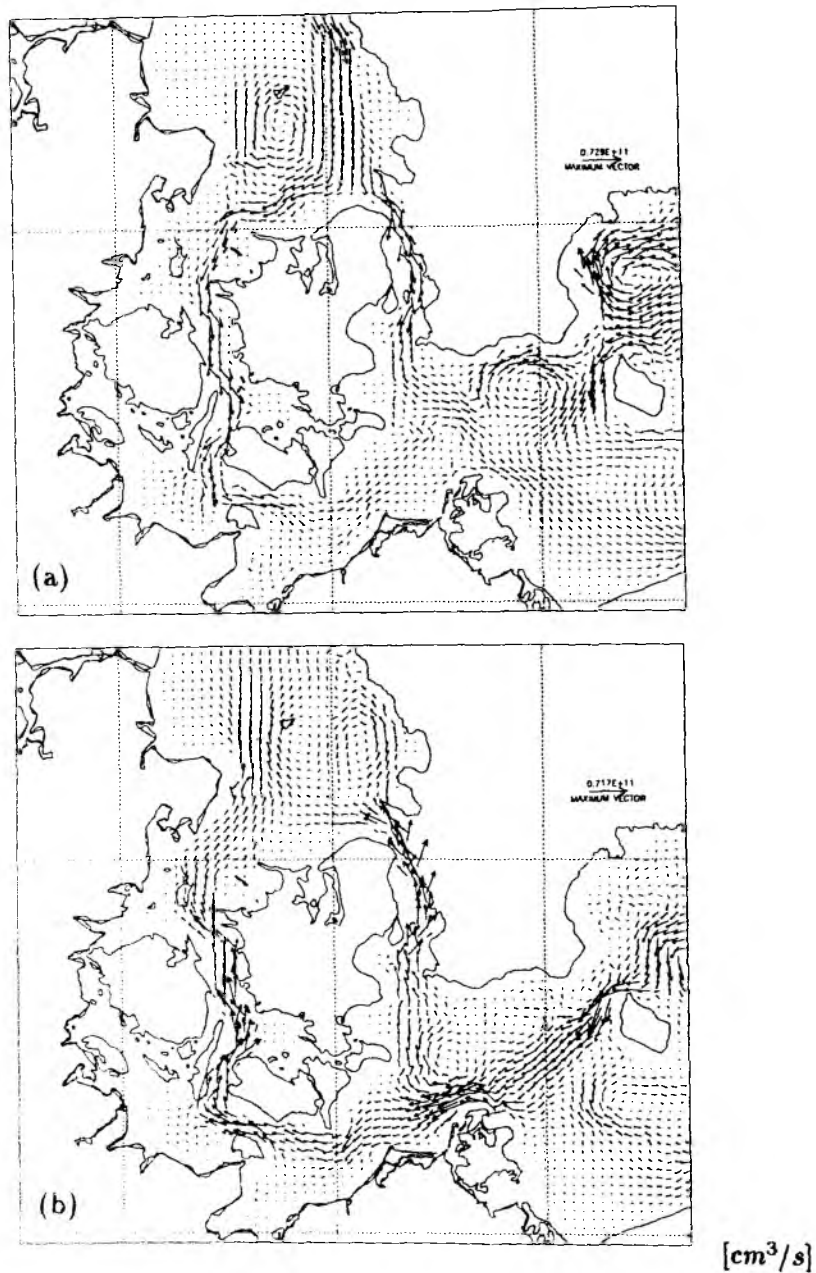 0.729E+11
MAXIMUM VECTOR
(a)
0.717E+11
MAXIMUM VECTOR
(b)
[cm³/s]